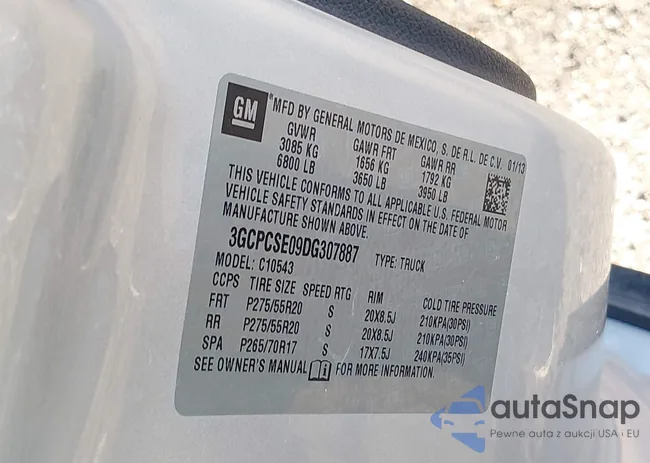 GM
MFD BY GENERAL MOTORS DE MEXICO, S. DE R.L. DE C.V. 01/13
GVWR GAWR FRT GAWR RR
3085 KG 1656 KG 1792 KG
6800 LB 3650 LB 3950 LB
THIS VEHICLE CONFORMS TO ALL APPLICABLE U.S. FEDERAL MOTOR
VEHICLE SAFETY STANDARDS IN EFFECT ON THE DATE OF
MANUFACTURE SHOWN ABOVE.
3GCPCSE09DG307887 TYPE: TRUCK
MODEL: C10543
CCPS TIRE SIZE SPEED RTG RIM COLD TIRE PRESSURE
FRT P275/55R20 S 20X8.5J 210KPA(30PSI)
RR P275/55R20 S 20X8.5J 210KPA(30PSI)
SPA P265/70R17 S 17X7.5J 240KPA(35PSI)
SEE OWNER'S MANUAL FOR MORE INFORMATION.
autaSnap
Pewne auta z aukcji USA i EU